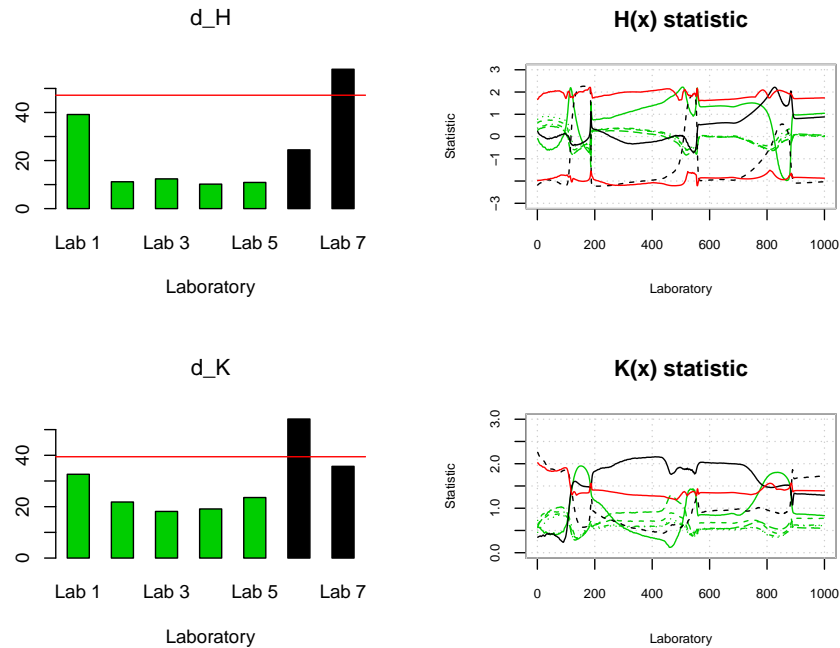 d_H
0 20 40
Lab 1 Lab 3 Lab 5 Lab 7
Laboratory
H(x) statistic
Statistic
−3 −1 0 1 2 3
0 200 400 600 800 1000
Laboratory
d_K
0 20 40
Lab 1 Lab 3 Lab 5 Lab 7
Laboratory
K(x) statistic
Statistic
0.0 1.0 2.0 3.0
0 200 400 600 800 1000
Laboratory